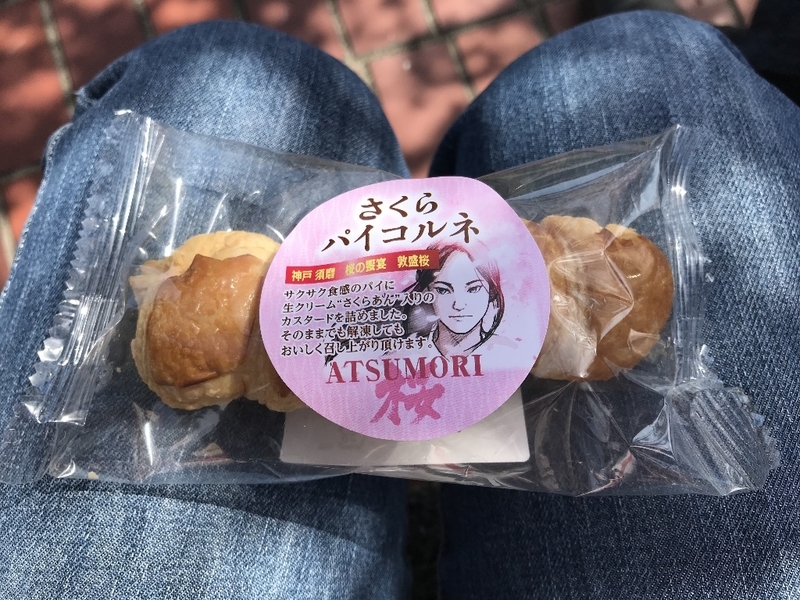 さくら
パイコルネ
神戸 須磨 桜の饗宴 敦盛桜
サクサク食感のパイに
生クリーム"さくらあん"入りの
カスタードを詰めました。
そのままでも解凍しても
おいしく召し上がり頂けます。
ATSUMORI
桜